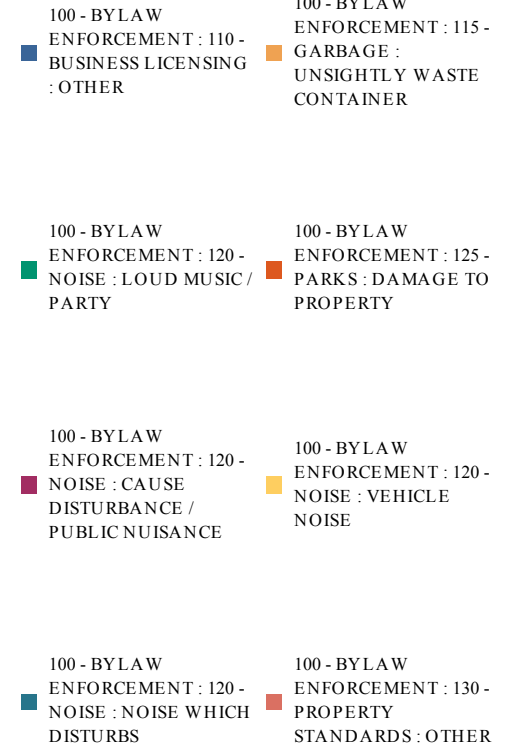 100 - BYLAW
ENFORCEMENT : 110 -
BUSINESS LICENSING
: OTHER
100 - BYLAW
ENFORCEMENT : 115 -
GARBAGE :
UNSIGHTLY WASTE
CONTAINER
100 - BYLAW
ENFORCEMENT : 120 -
NOISE : LOUD MUSIC /
PARTY
100 - BYLAW
ENFORCEMENT : 125 -
PARKS : DAMAGE TO
PROPERTY
100 - BYLAW
ENFORCEMENT : 120 -
NOISE : CAUSE
DISTURBANCE /
PUBLIC NUISANCE
100 - BYLAW
ENFORCEMENT : 120 -
NOISE : VEHICLE
NOISE
100 - BYLAW
ENFORCEMENT : 120 -
NOISE : NOISE WHICH
DISTURBS
100 - BYLAW
ENFORCEMENT : 130 -
PROPERTY
STANDARDS : OTHER